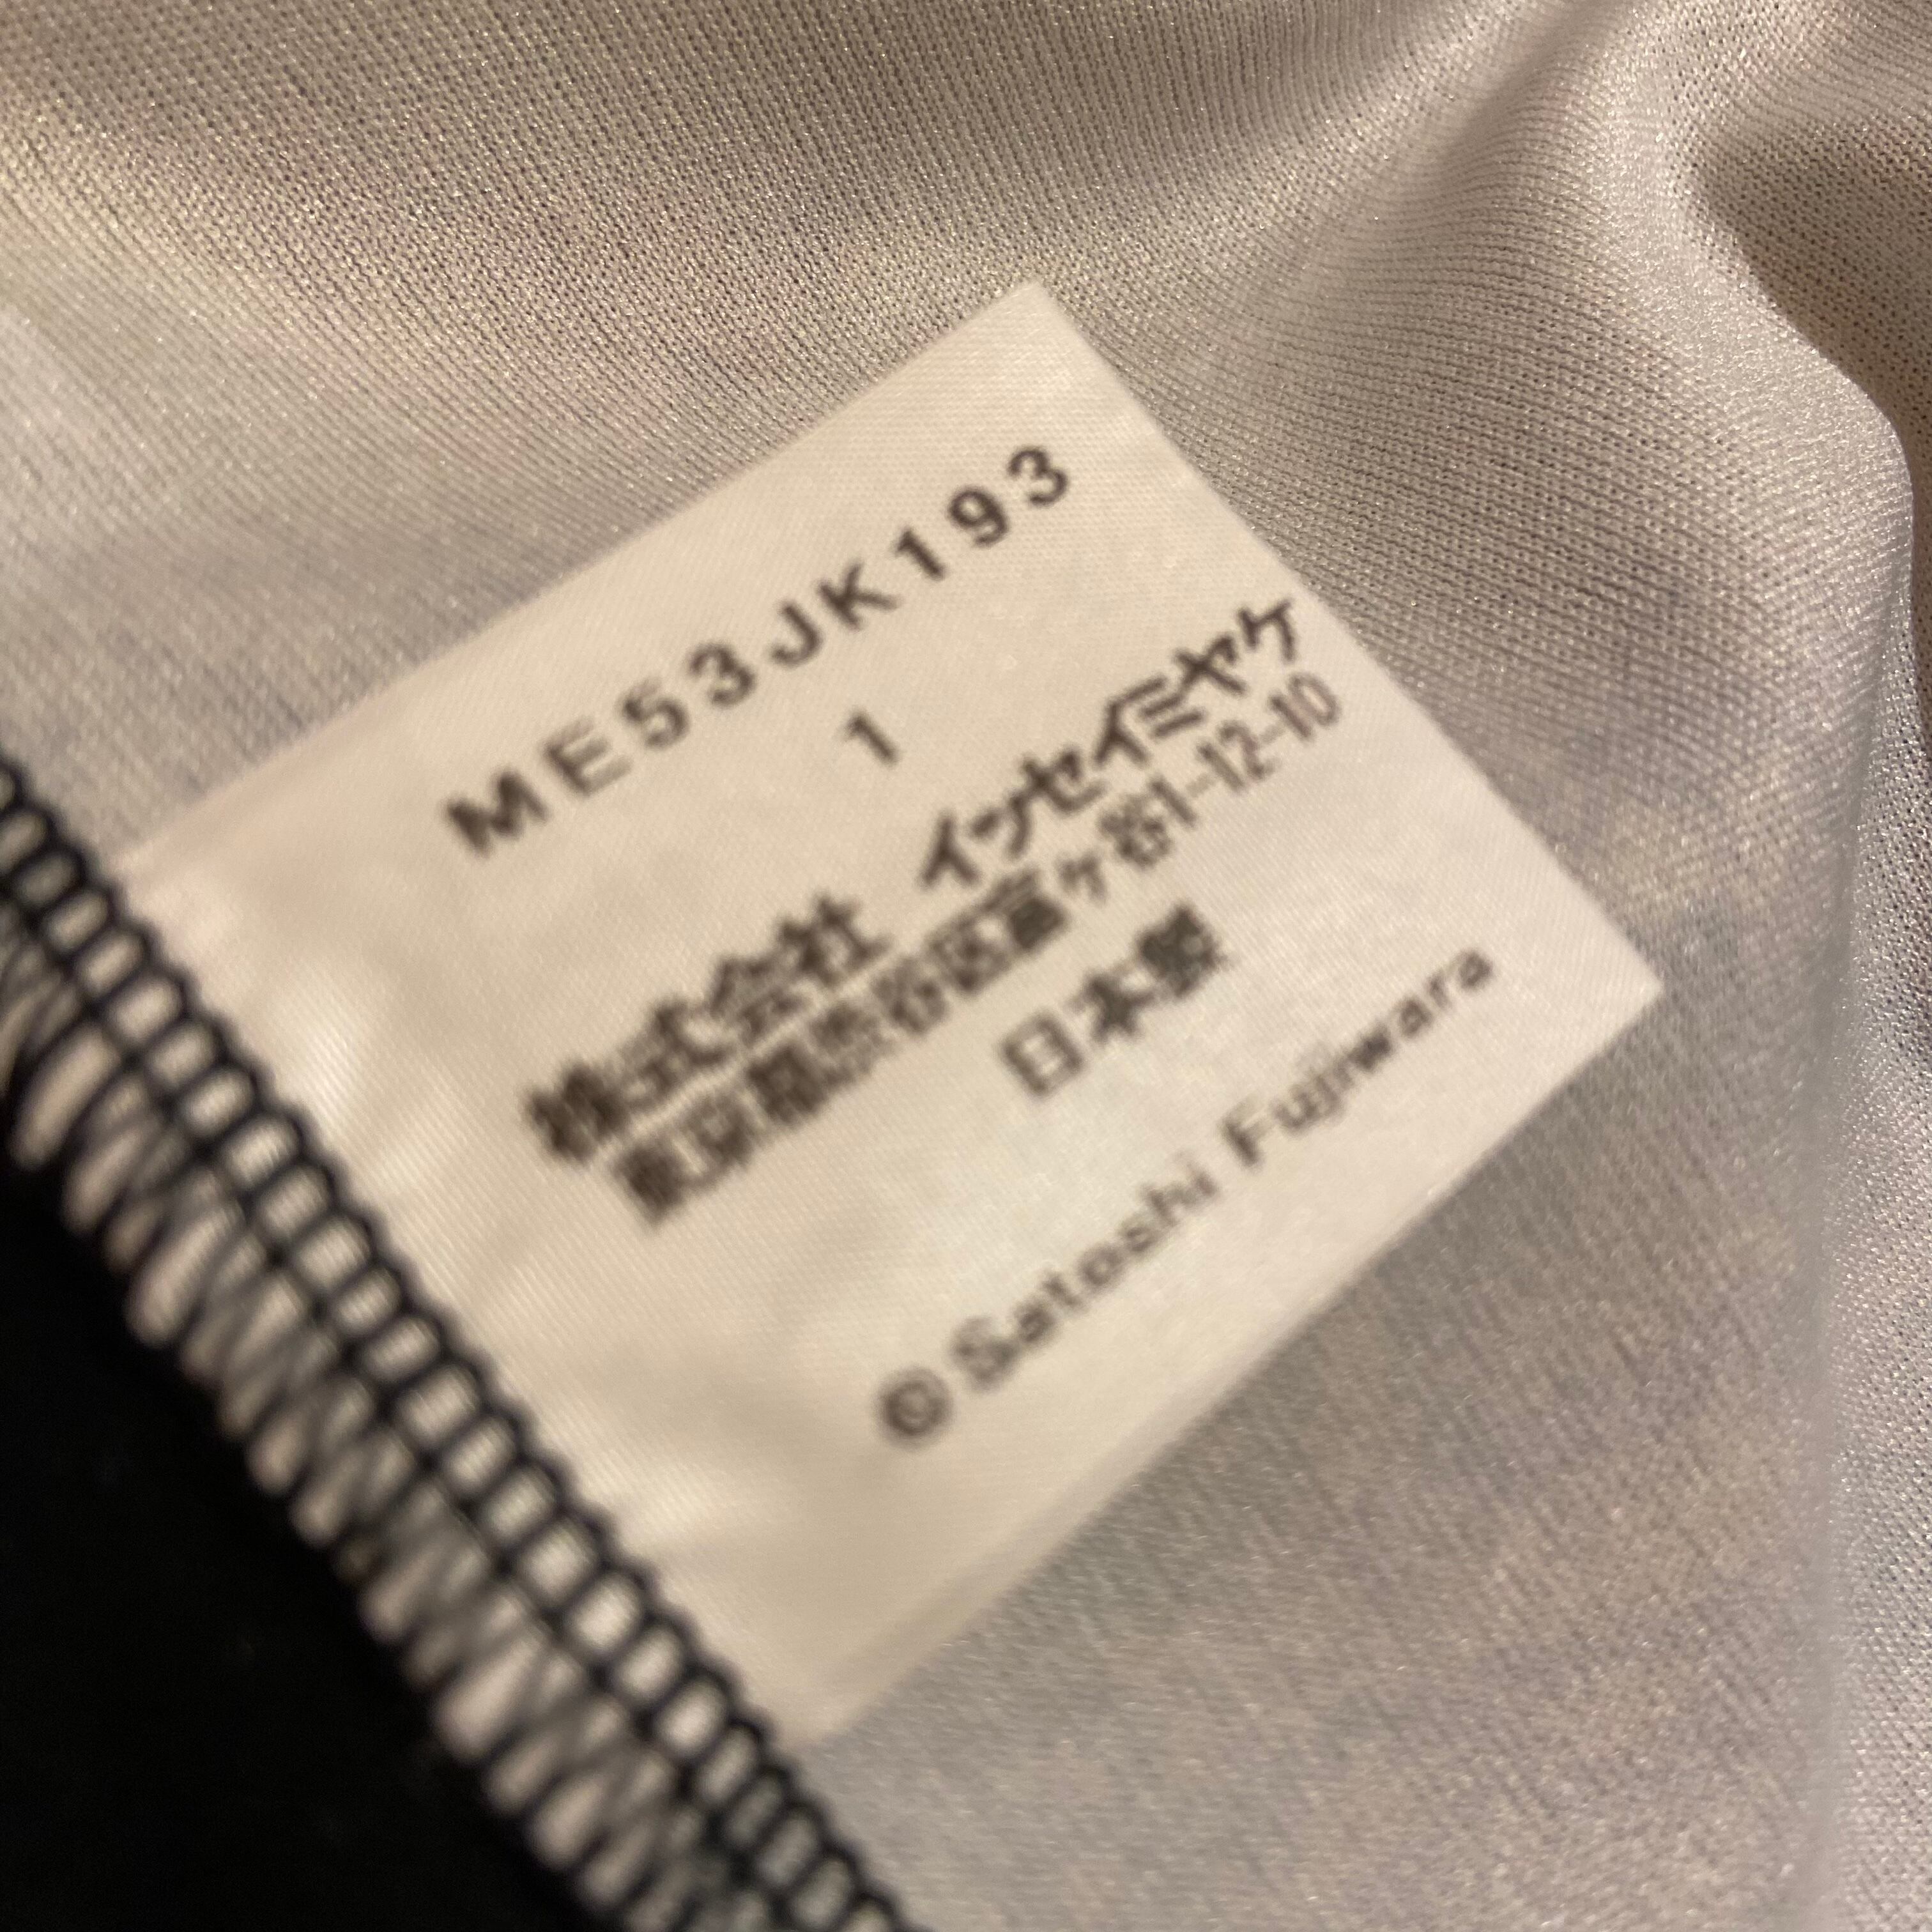 ME53JK193
1
株式会社 イッセイミヤケ
東京都渋谷区富ヶ谷1-12-10
日本製
© Satoshi Fujiwara